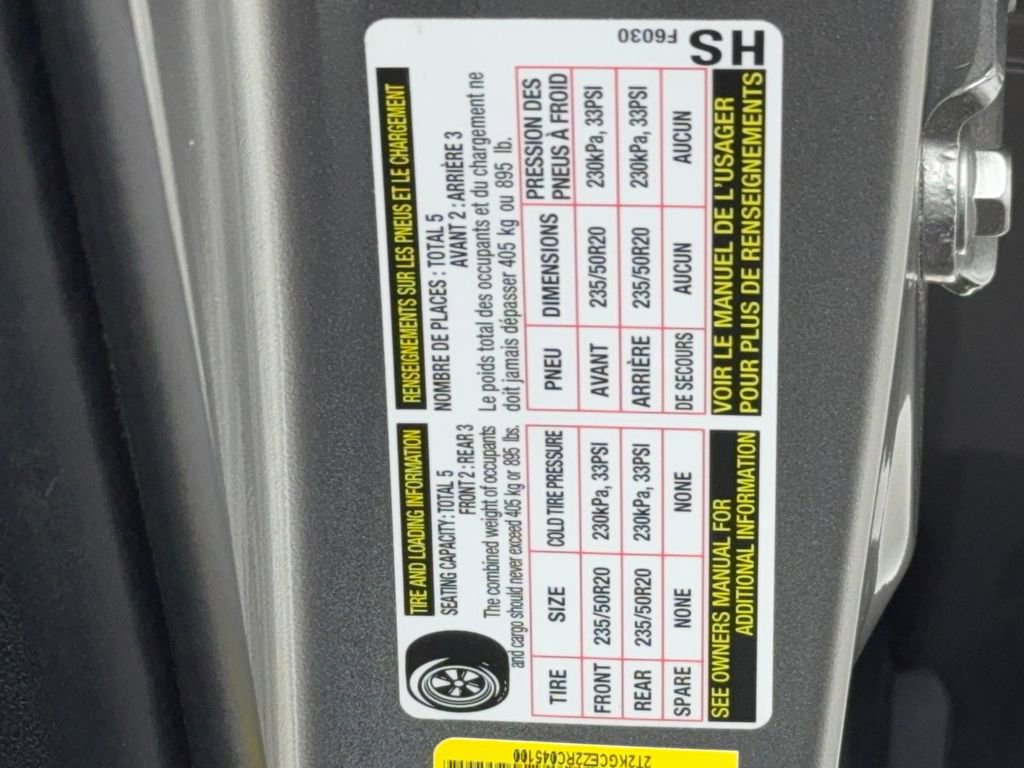 TIRE AND LOADING INFORMATION
SEATING CAPACITY : TOTAL 5
FRONT 2 : REAR 3
The combined weight of occupants
and cargo should never exceed 405 kg or 895 lbs.
TIRE SIZE COLD TIRE PRESSURE
FRONT 235/50R20 230kPa, 33PSI
REAR 235/50R20 230kPa, 33PSI
SPARE NONE NONE
SEE OWNERS MANUAL FOR
ADDITIONAL INFORMATION
RENSEIGNEMENTS SUR LES PNEUS ET LE CHARGEMENT
NOMBRE DE PLACES : TOTAL 5
AVANT 2 : ARRIÈRE 3
Le poids total des occupants et du chargement ne
doit jamais dépasser 405 kg ou 895 lb.
PNEU DIMENSIONS PRESSION DES
PNEUS À FROID
AVANT 235/50R20 230kPa, 33PSI
ARRIÈRE 235/50R20 230kPa, 33PSI
DE SECOURS AUCUN AUCUN
VOIR LE MANUEL DE L'USAGER
POUR PLUS DE RENSEIGNEMENTS
HS
F6030
2T2KGCEZ2RC045100